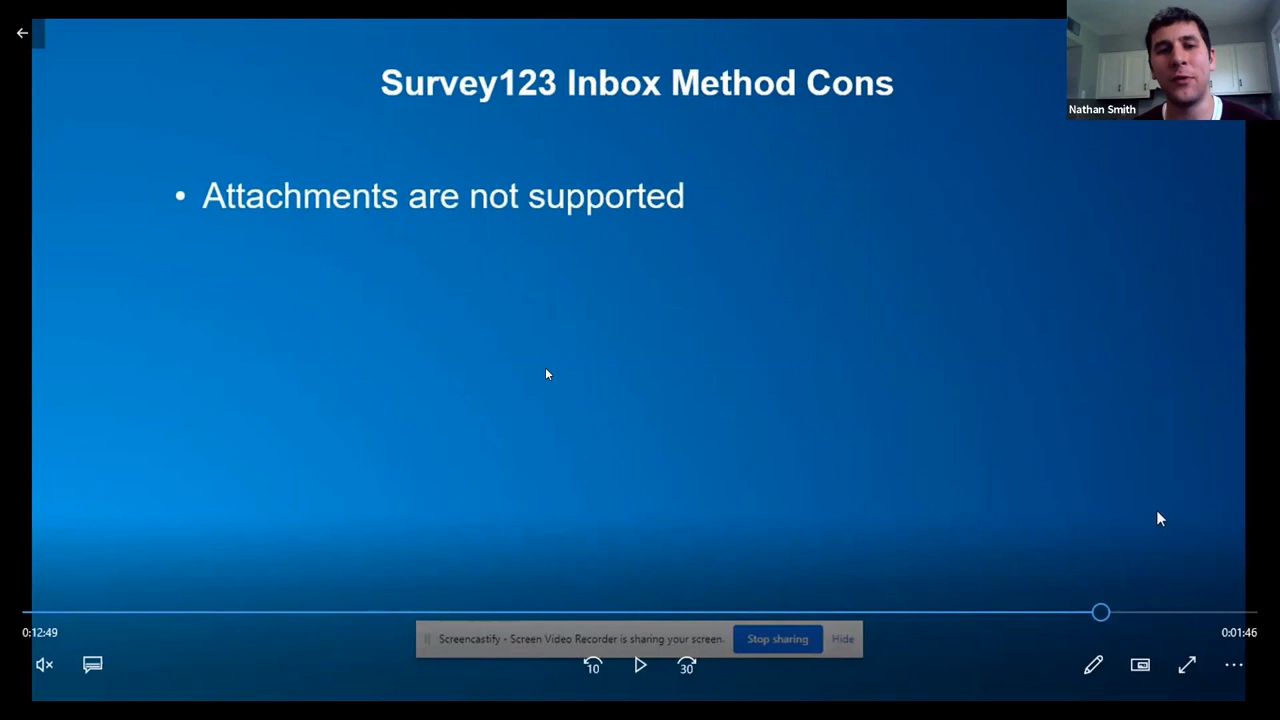 Survey123 Inbox Method Cons
Nathan Smith
• Attachments are not supported
0:12:49
0:01:46
Screencastify - Screen Video Recorder is sharing your screen.
Stop sharing
Hide
10
30